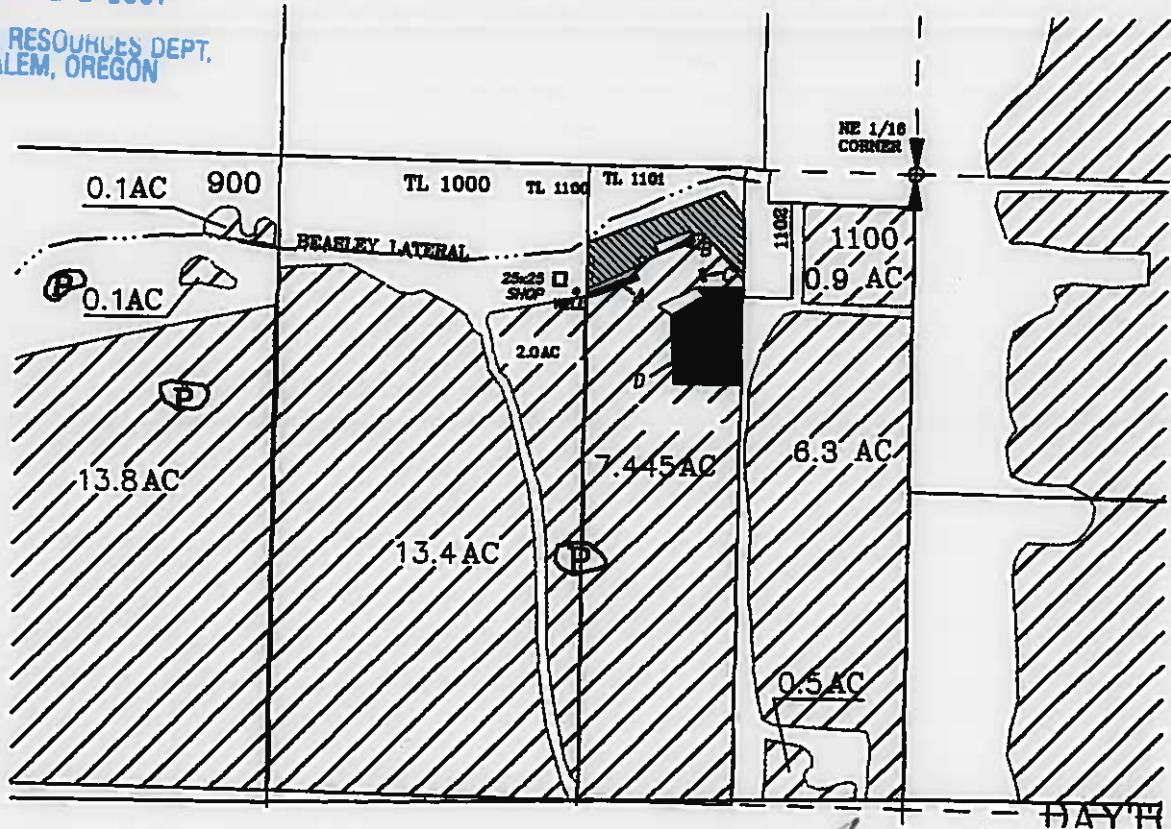 RESOURCES DEPT.
SALEM, OREGON
NE 1/16
CORNER
0.1AC
900
TL 1000
TL 1100
TL 1101
1102
1100
0.9 AC
BEASLEY LATERAL
P
0.1AC
25x25
SHOP
WELL
A
B
C
2.0AC
D
P
13.8AC
13.4AC
7.445AC
6.3 AC
P
0.5AC